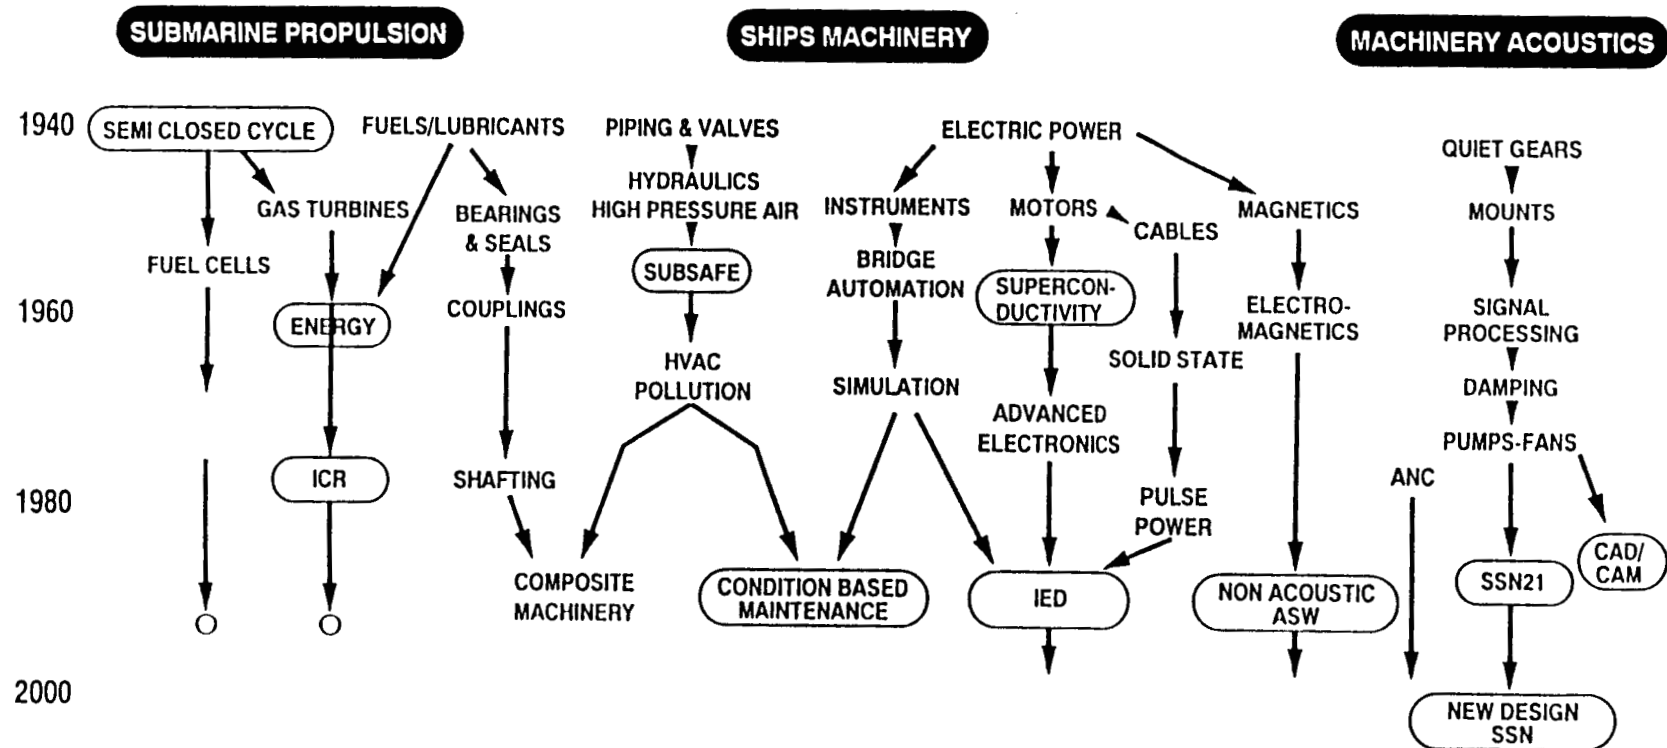 SUBMARINE PROPULSION
SHIPS MACHINERY
MACHINERY ACOUSTICS
1940
SEMI CLOSED CYCLE
FUELS/LUBRICANTS
PIPING & VALVES
ELECTRIC POWER
QUIET GEARS
HYDRAULICS
HIGH PRESSURE AIR
GAS TURBINES
BEARINGS
& SEALS
INSTRUMENTS
MOTORS
CABLES
MAGNETICS
MOUNTS
FUEL CELLS
SUBSAFE
BRIDGE
AUTOMATION
SUPERCON-
DUCTIVITY
1960
ENERGY
COUPLINGS
ELECTRO-
MAGNETICS
SIGNAL
PROCESSING
HVAC
POLLUTION
SIMULATION
SOLID STATE
DAMPING
ADVANCED
ELECTRONICS
PUMPS-FANS
1980
ICR
SHAFTING
PULSE
POWER
ANC
COMPOSITE
MACHINERY
CONDITION BASED
MAINTENANCE
IED
NON ACOUSTIC
ASW
SSN21
CAD/
CAM
2000
NEW DESIGN
SSN